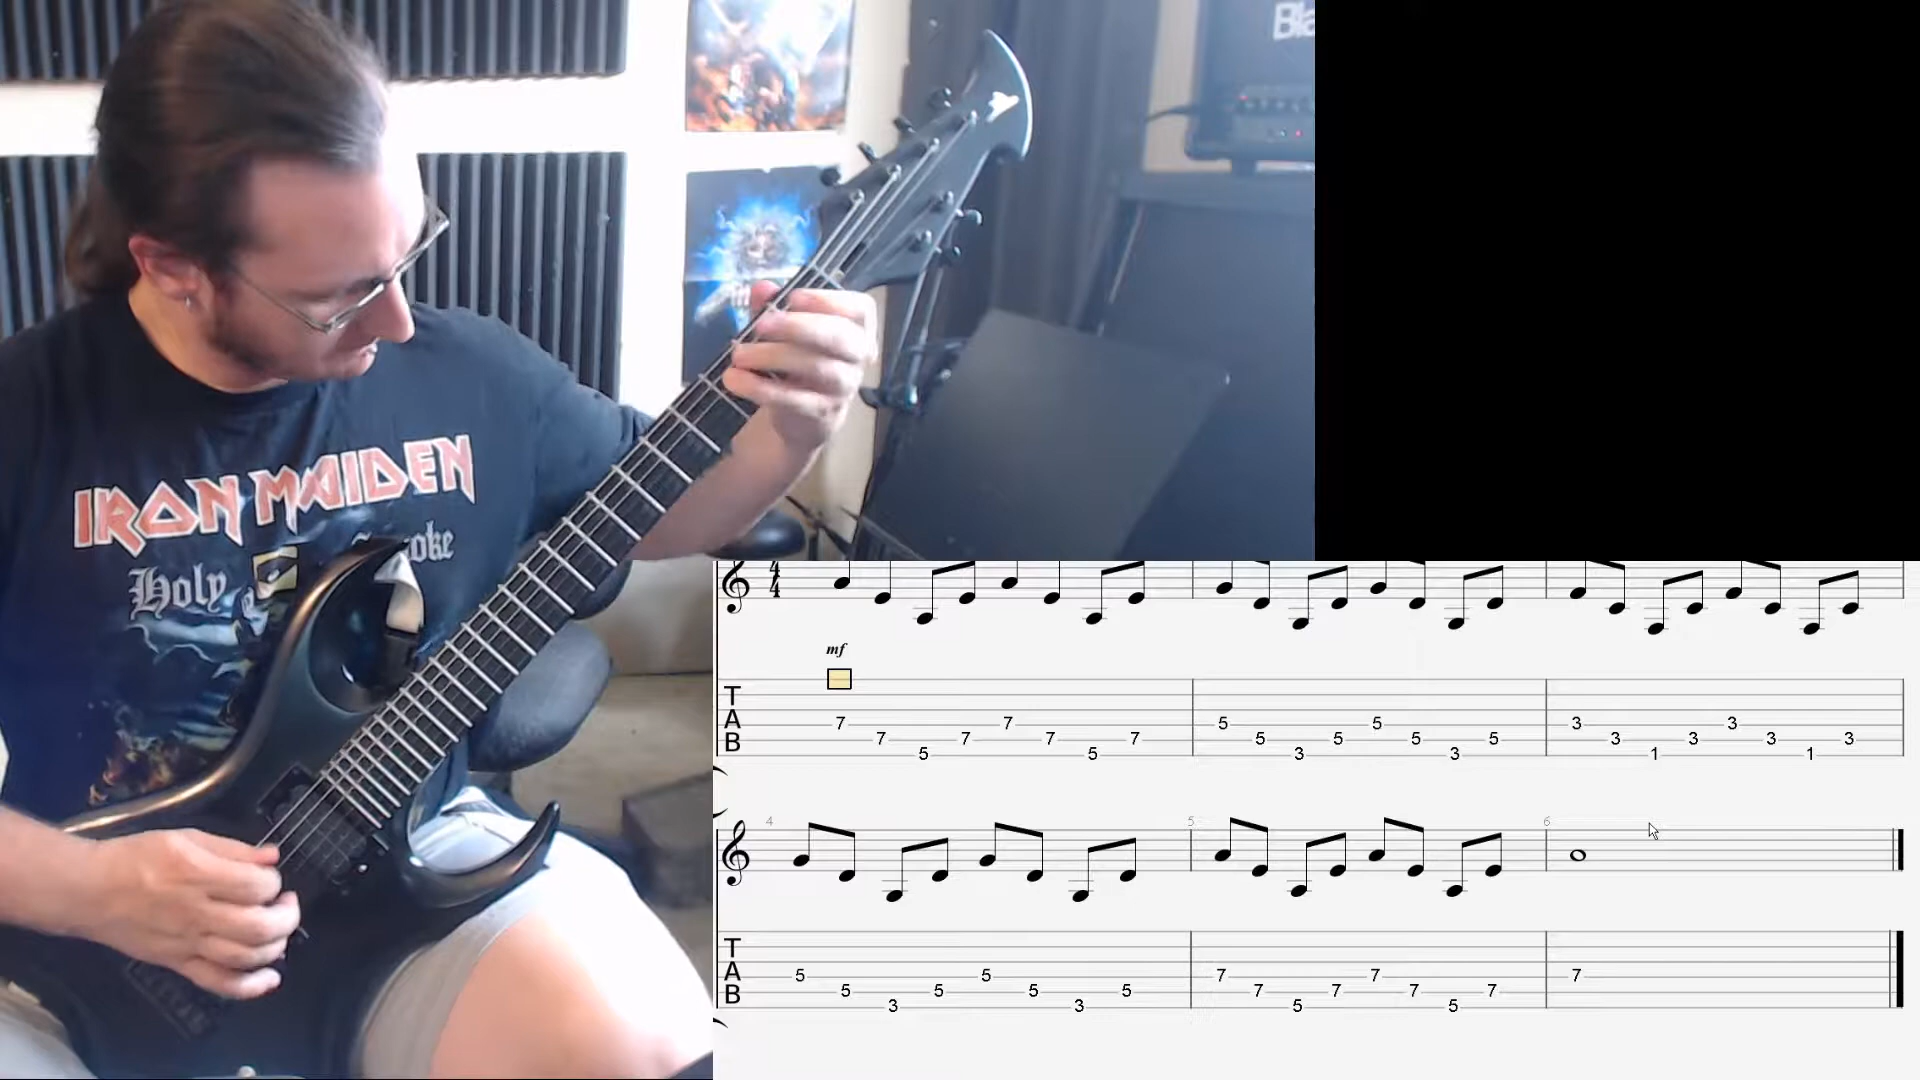 Bla
IRON MAIDEN
Holy Smoke
4
4
mf
T
A
B
7 7 5 7 7 7 5 7
5 5 3 5 5 5 3 5
3 3 1 3 3 3 1 3
4 5 6
T
A
B
5 5 3 5 5 5 3 5
7 7 5 7 7 7 5 7
7